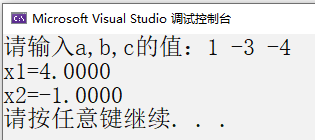 Microsoft Visual Studio 调试控制台
请输入a,b,c的值：1 -3 -4
x1=4.0000
x2=-1.0000
请按任意键继续. . .